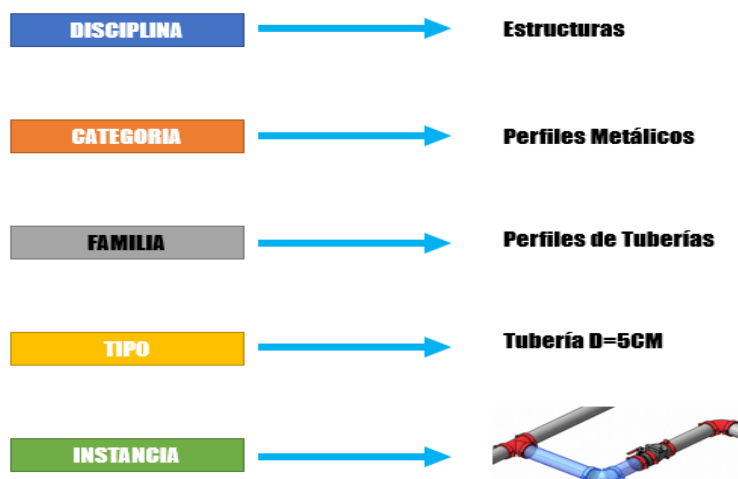 DISCIPLINA
Estructuras
CATEGORIA
Perfiles Metálicos
FAMILIA
Perfiles de Tuberías
TIPO
Tubería D=5CM
INSTANCIA